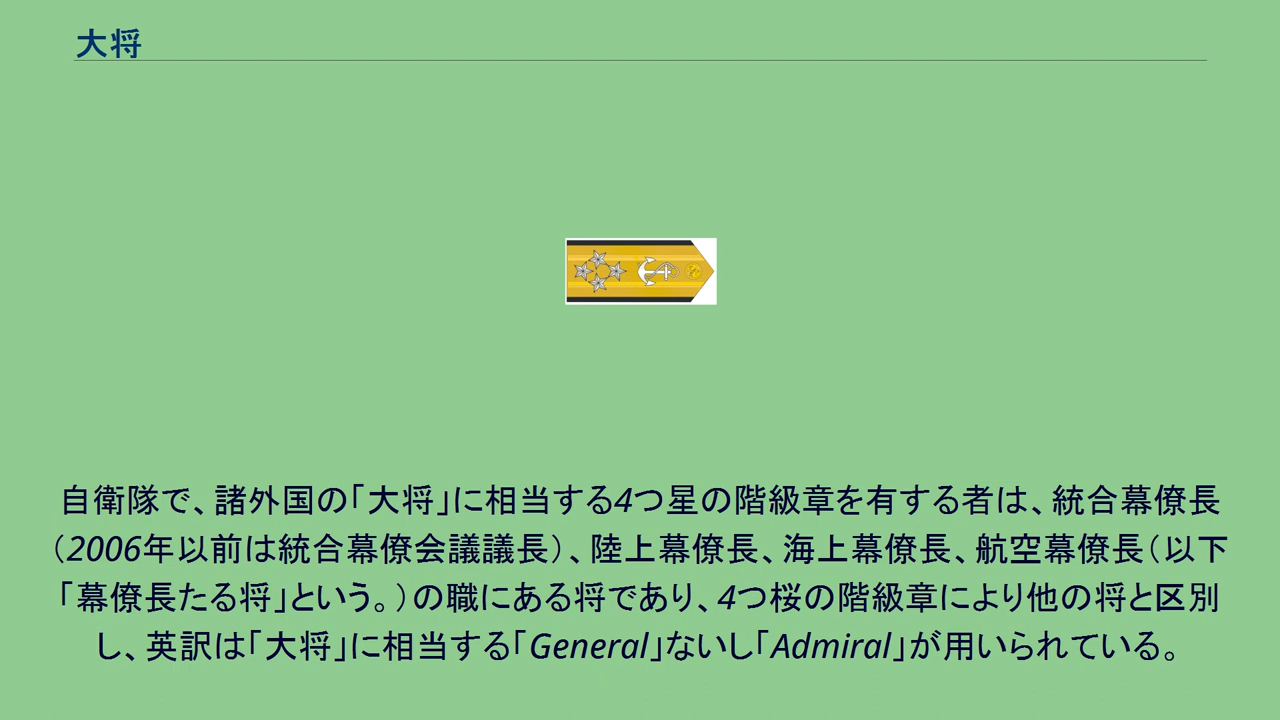 大将
自衛隊で、諸外国の「大将」に相当する4つ星の階級章を有する者は、統合幕僚長
（2006年以前は統合幕僚会議議長）、陸上幕僚長、海上幕僚長、航空幕僚長（以下
「幕僚長たる将」という。）の職にある将であり、4つ桜の階級章により他の将と区別
し、英訳は「大将」に相当する「General」ないし「Admiral」が用いられている。